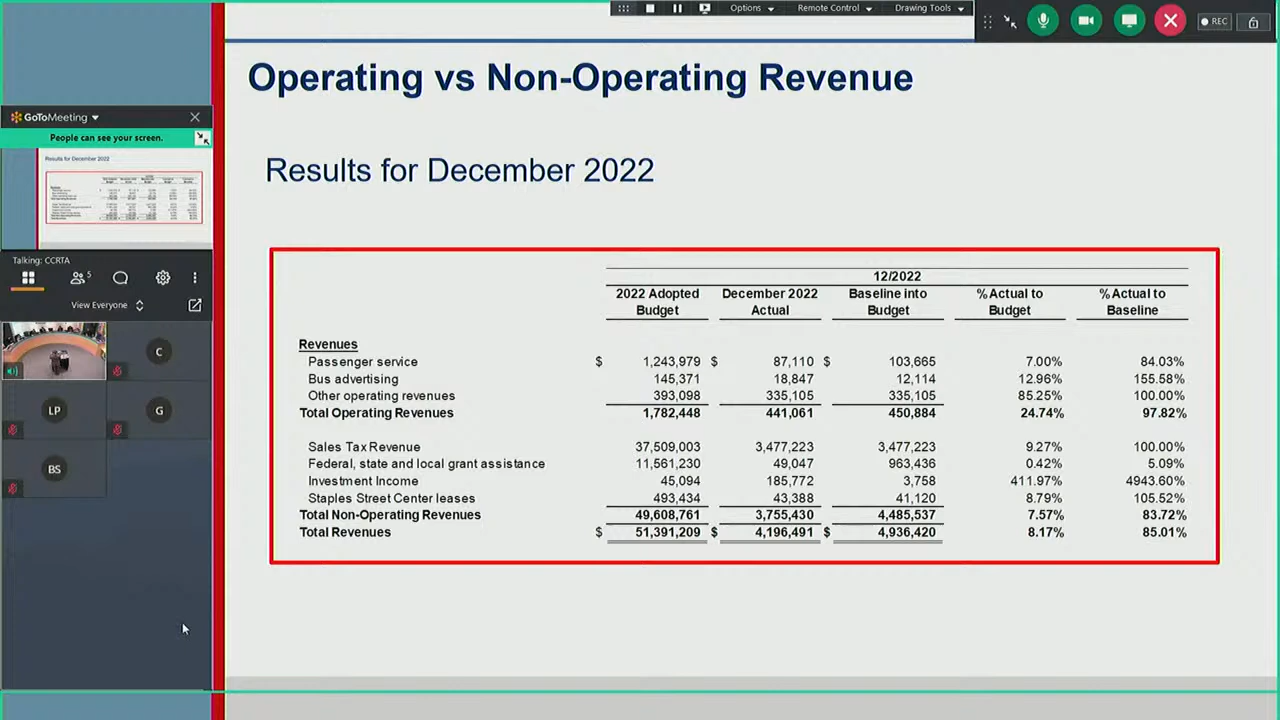 Options
Remote Control
Drawing Tools
REC
Operating vs Non-Operating Revenue
GoToMeeting
People can see your screen.
Results for December 2022
Talking: CCRTA
5
View Everyone
C
LP
G
BS
Results for December 2022
12/2022
2022 Adopted Budget December 2022 Actual Baseline into Budget % Actual to Budget % Actual to Baseline
Revenues
Passenger service $ 1,243,979 $ 87,110 $ 103,665 7.00% 84.03%
Bus advertising 145,371 18,847 12,114 12.96% 155.58%
Other operating revenues 393,098 335,105 335,105 85.25% 100.00%
Total Operating Revenues 1,782,448 441,061 450,884 24.74% 97.82%
Sales Tax Revenue 37,509,003 3,477,223 3,477,223 9.27% 100.00%
Federal, state and local grant assistance 11,561,230 49,047 963,436 0.42% 5.09%
Investment Income 45,094 185,772 3,758 411.97% 4943.60%
Staples Street Center leases 493,434 43,388 41,120 8.79% 105.52%
Total Non-Operating Revenues 49,608,761 3,755,430 4,485,537 7.57% 83.72%
Total Revenues $ 51,391,209 $ 4,196,491 $ 4,936,420 8.17% 85.01%